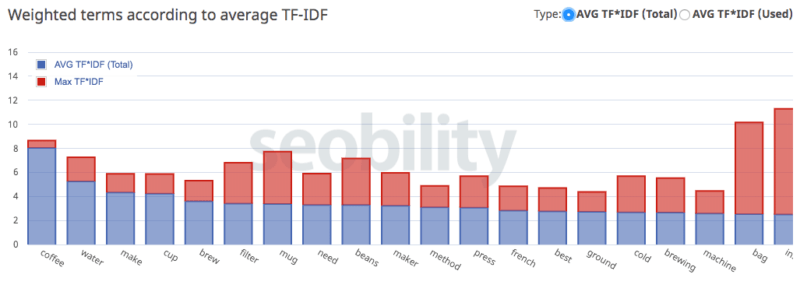 Weighted terms according to average TF-IDF
Type: AVG TF*IDF (Total) AVG TF*IDF (Used)
16
14
12
10
8
6
4
2
0
AVG TF*IDF (Total)
Max TF*IDF
seobility
coffee
water
make
cup
brew
filter
mug
need
beans
maker
method
press
french
best
ground
cold
brewing
machine
bag